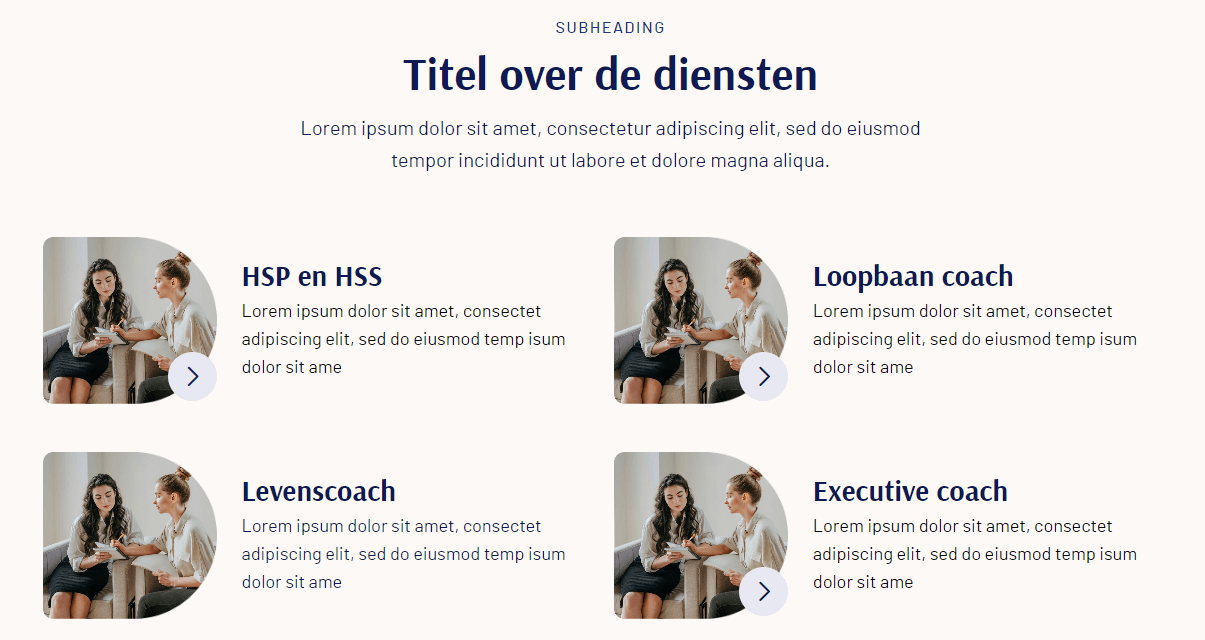 SUBHEADING
Titel over de diensten
Lorem ipsum dolor sit amet, consectetur adipiscing elit, sed do eiusmod
tempor incididunt ut labore et dolore magna aliqua.
HSP en HSS
Lorem ipsum dolor sit amet, consectet
adipiscing elit, sed do eiusmod temp isum
dolor sit ame
Loopbaan coach
Lorem ipsum dolor sit amet, consectet
adipiscing elit, sed do eiusmod temp isum
dolor sit ame
Levenscoach
Lorem ipsum dolor sit amet, consectet
adipiscing elit, sed do eiusmod temp isum
dolor sit ame
Executive coach
Lorem ipsum dolor sit amet, consectet
adipiscing elit, sed do eiusmod temp isum
dolor sit ame